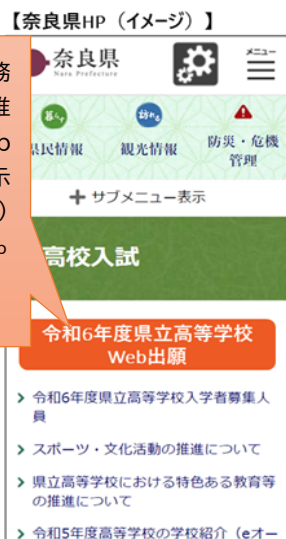 【奈良県HP（イメージ）】
務
推
示
）
。
奈良県
Nara Prefecture
メニュー
暮らす
県民情報
訪れる
観光情報
防災・危機
管理
＋ サブメニュー表示
高校入試
令和6年度県立高等学校
Web出願
令和6年度県立高等学校入学者募集人
員
スポーツ・文化活動の推進について
県立高等学校における特色ある教育等
の推進について
令和5年度高等学校の学校紹介（eオー